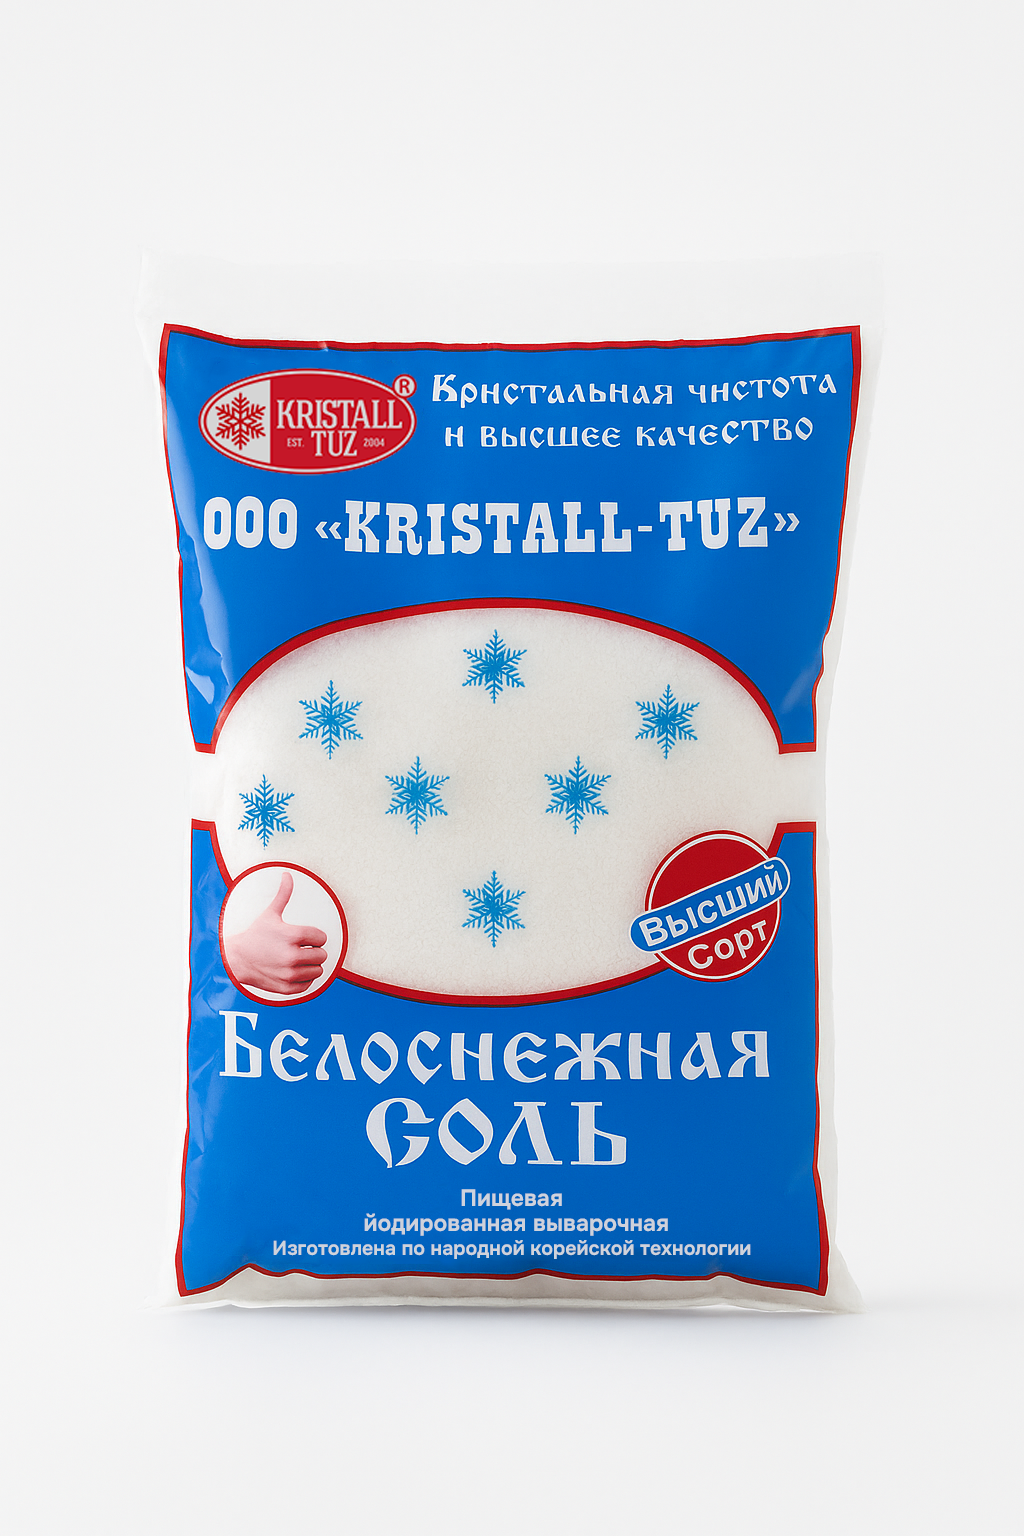 KRISTALL
EST. TUZ 2004
®
Кристальная чистота
и высшее качество
ООО «KRISTALL-TUZ»
Высший
Сорт
Белоснежная
СОЛЬ
Пищевая
йодированная выварочная
Изготовлена по народной корейской технологии